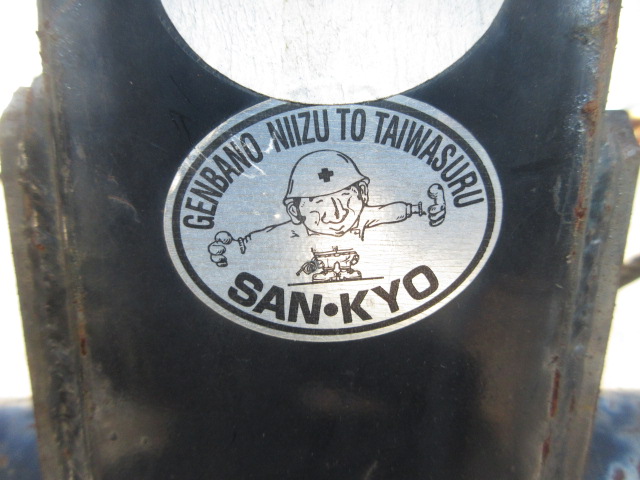 GENBANO NIIZU TO TAIWASURU
SAN•KYO